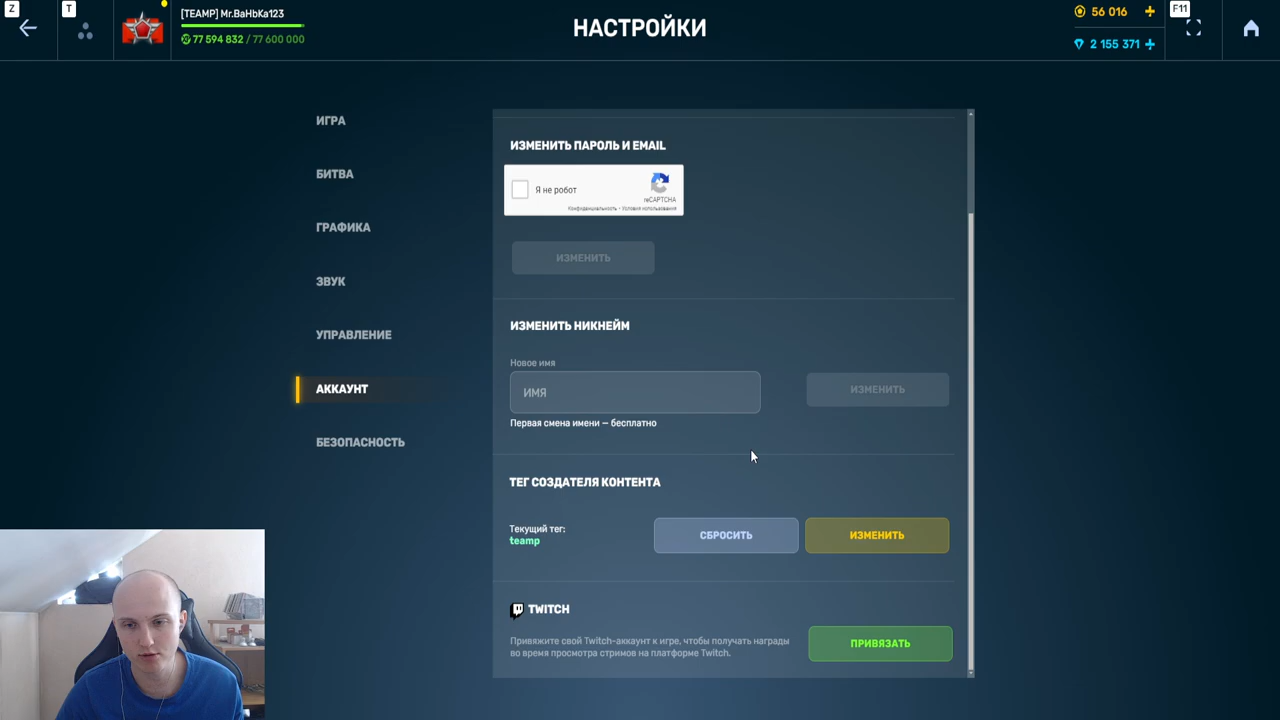 Z
T
[TEAMP] Mr.BaHbKa123
77 594 832 / 77 600 000
НАСТРОЙКИ
56 016
2 155 371
F11
ИГРА
БИТВА
ГРАФИКА
ЗВУК
УПРАВЛЕНИЕ
АККАУНТ
БЕЗОПАСНОСТЬ
ИЗМЕНИТЬ ПАРОЛЬ И EMAIL
Я не робот
reCAPTCHA
Конфиденциальность - Условия использования
ИЗМЕНИТЬ
ИЗМЕНИТЬ НИКНЕЙМ
Новое имя
ИМЯ
ИЗМЕНИТЬ
Первая смена имени — бесплатно
ТЕГ СОЗДАТЕЛЯ КОНТЕНТА
Текущий тег:
teamp
СБРОСИТЬ
ИЗМЕНИТЬ
TWITCH
Привяжите свой Twitch-аккаунт к игре, чтобы получать награды
во время просмотра стримов на платформе Twitch.
ПРИВЯЗАТЬ